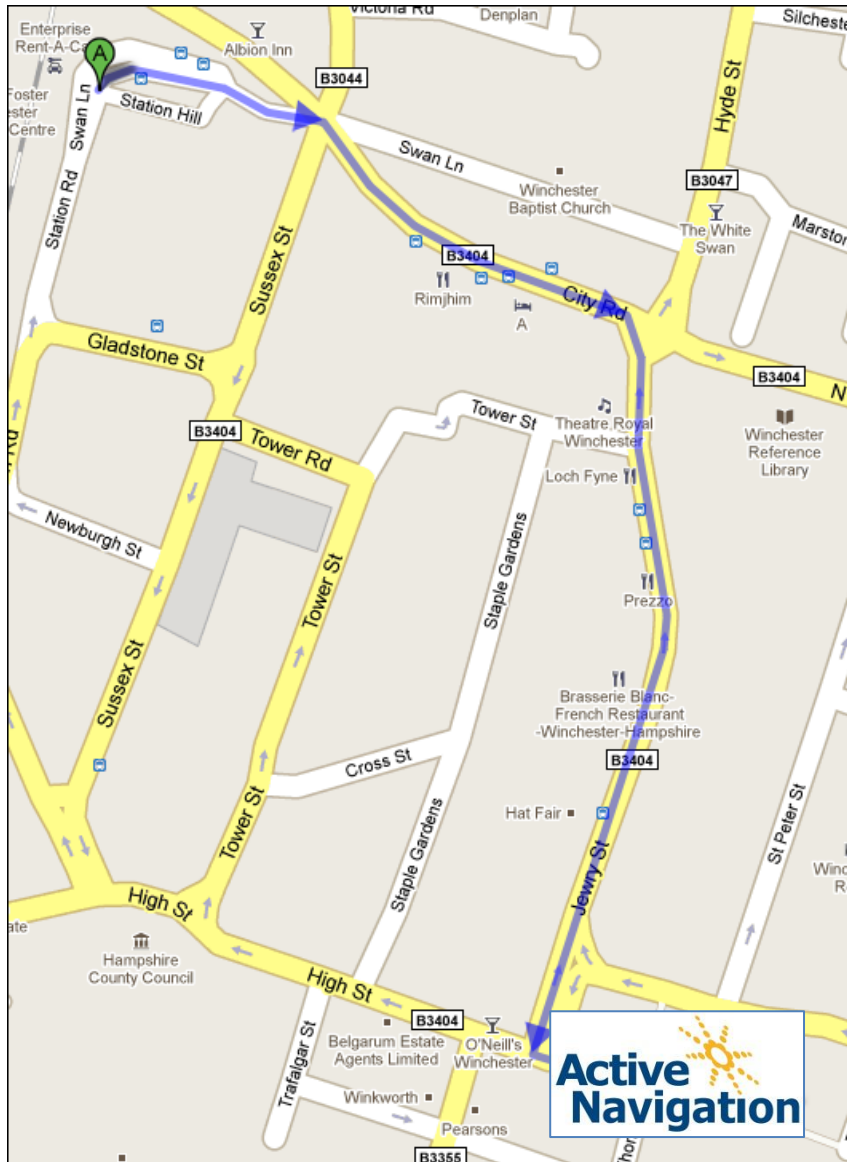 Victoria Rd
Denplan
Silchester
Enterprise
Rent-A-Ca
Albion Inn
A
B3044
Hyde St
Foster
ester
Centre
Swan Ln
Station Hill
Swan Ln
Winchester
Baptist Church
B3047
The White
Swan
Marston
Station Rd
Sussex St
B3404
Rimjhim
City Rd
A
Gladstone St
B3404
N
B3404
Tower Rd
Tower St
Theatre Royal
Winchester
Winchester
Reference
Library
Loch Fyne
Rd
Newburgh St
Tower St
Staple Gardens
Prezzo
Sussex St
Brasserie Blanc-
French Restaurant
-Winchester-Hampshire
B3404
Cross St
Hat Fair
St Peter St
Tower St
Staple Gardens
Jewry St
Winc
R
High St
ate
Hampshire
County Council
High St
B3404
O'Neill's
Winchester
Belgarum Estate
Agents Limited
Trafalgar St
Winkworth
Pearsons
B3355
Active
Navigation